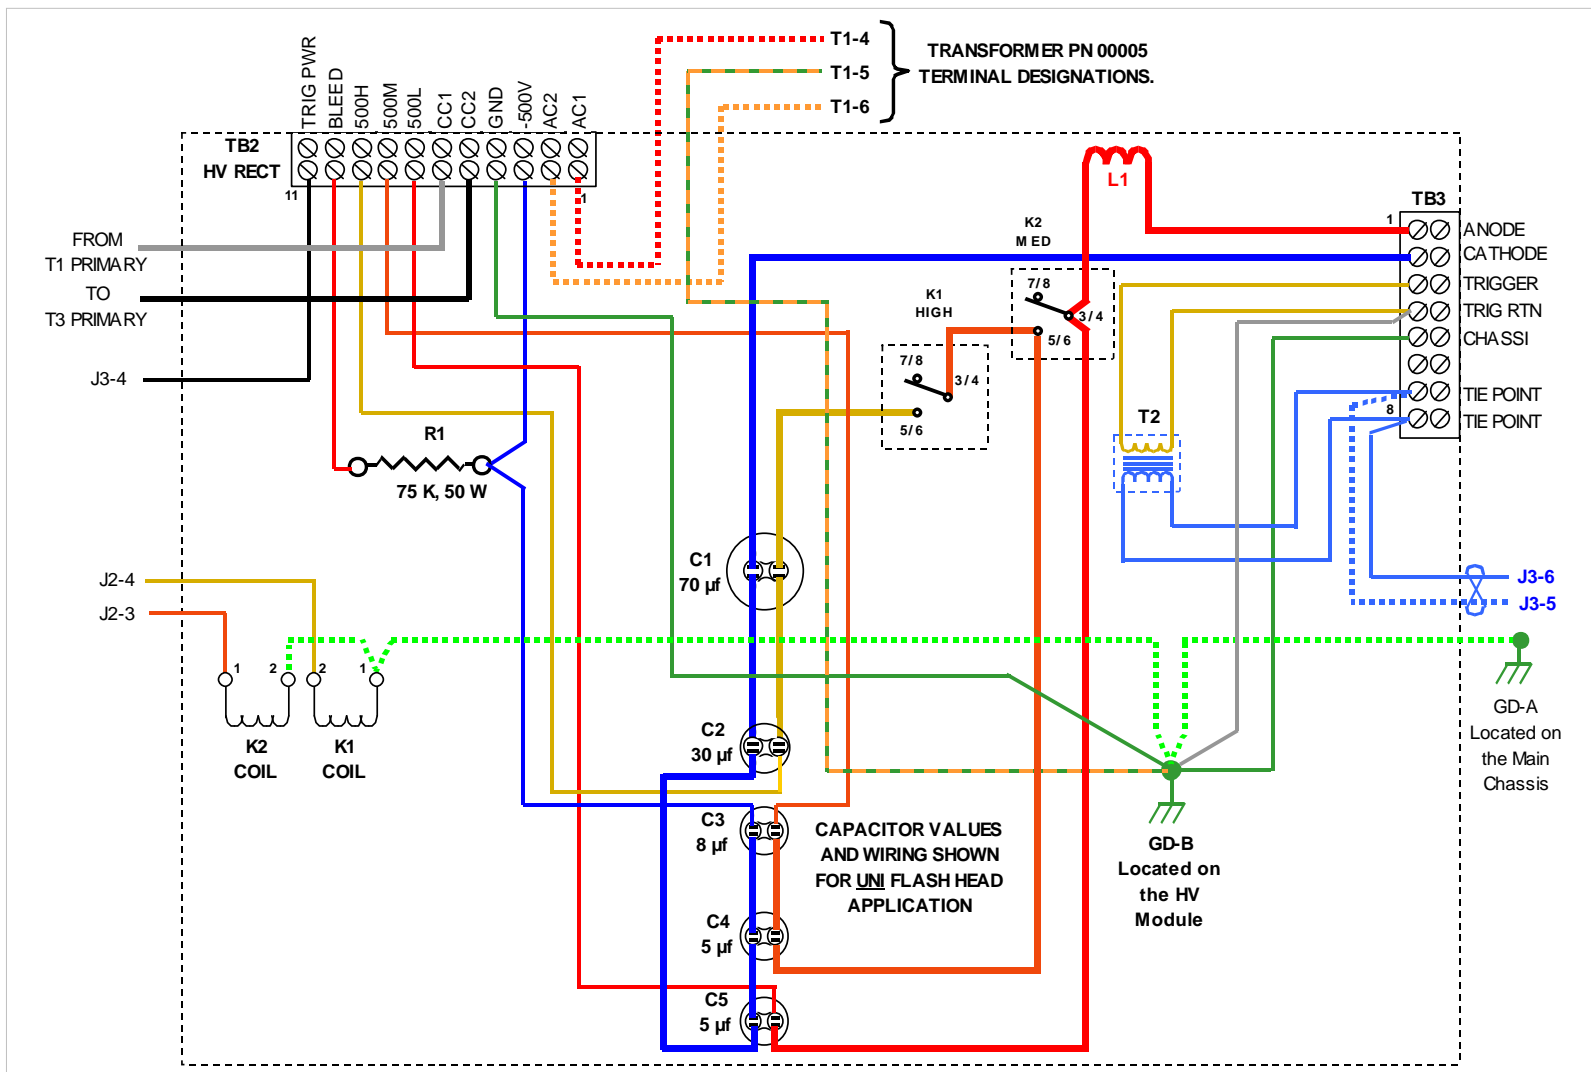 T1-4
T1-5
T1-6
TRANSFORMER PN 00005
TERMINAL DESIGNATIONS.
TRIG PWR
BLEED
500H
500M
500L
CC1
CC2
GND
-500V
AC2
AC1
TB2
HV RECT
11
1
FROM
T1 PRIMARY
TO
T3 PRIMARY
J3-4
L1
TB3
1
ANODE
CATHODE
TRIGGER
TRIG RTN
CHASSI
TIE POINT
8
TIE POINT
K2
MED
7/8
3/4
5/6
K1
HIGH
7/8
3/4
5/6
T2
R1
75 K, 50 W
C1
70 µf
J2-4
J2-3
1
2
2
1
K2
COIL
K1
COIL
C2
30 µf
C3
8 µf
C4
5 µf
C5
5 µf
CAPACITOR VALUES
AND WIRING SHOWN
FOR UNI FLASH HEAD
APPLICATION
J3-6
J3-5
GD-A
Located on
the Main
Chassis
GD-B
Located on
the HV
Module